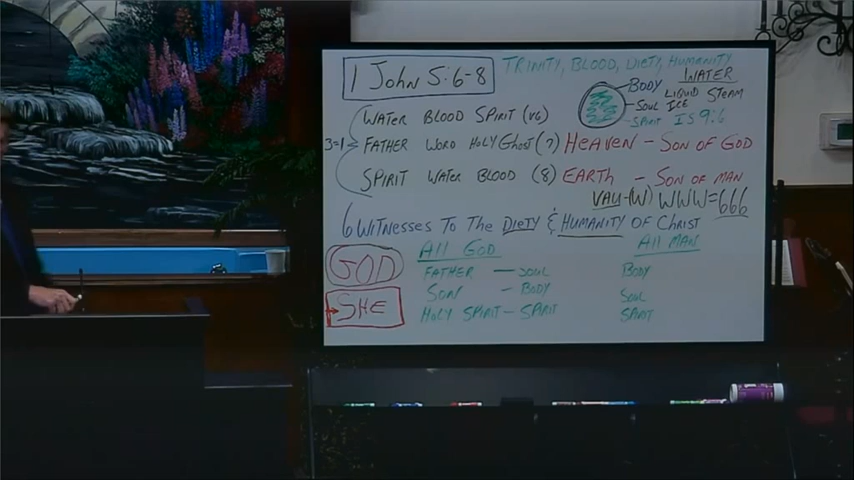 1 John 5:6-8
TRINITY, BLOOD, DIETY, HUMANITY
WATER
BODY LIQUID STEAM
SOUL ICE
SPIRIT IS 9:6
WATER BLOOD SPIRIT (V6)
3=1 FATHER WORD HOLY GHOST (7) HEAVEN - SON OF GOD
SPIRIT WATER BLOOD (8) EARTH - SON OF MAN
VAU-(W) WWW=666
6 WITNESSES TO THE DIETY & HUMANITY OF CHRIST
GOD
SHE
All GOD
FATHER — SOUL
SON - BODY
HOLY SPIRIT - SPIRIT
All MAN
BODY
SOUL
SPIRIT